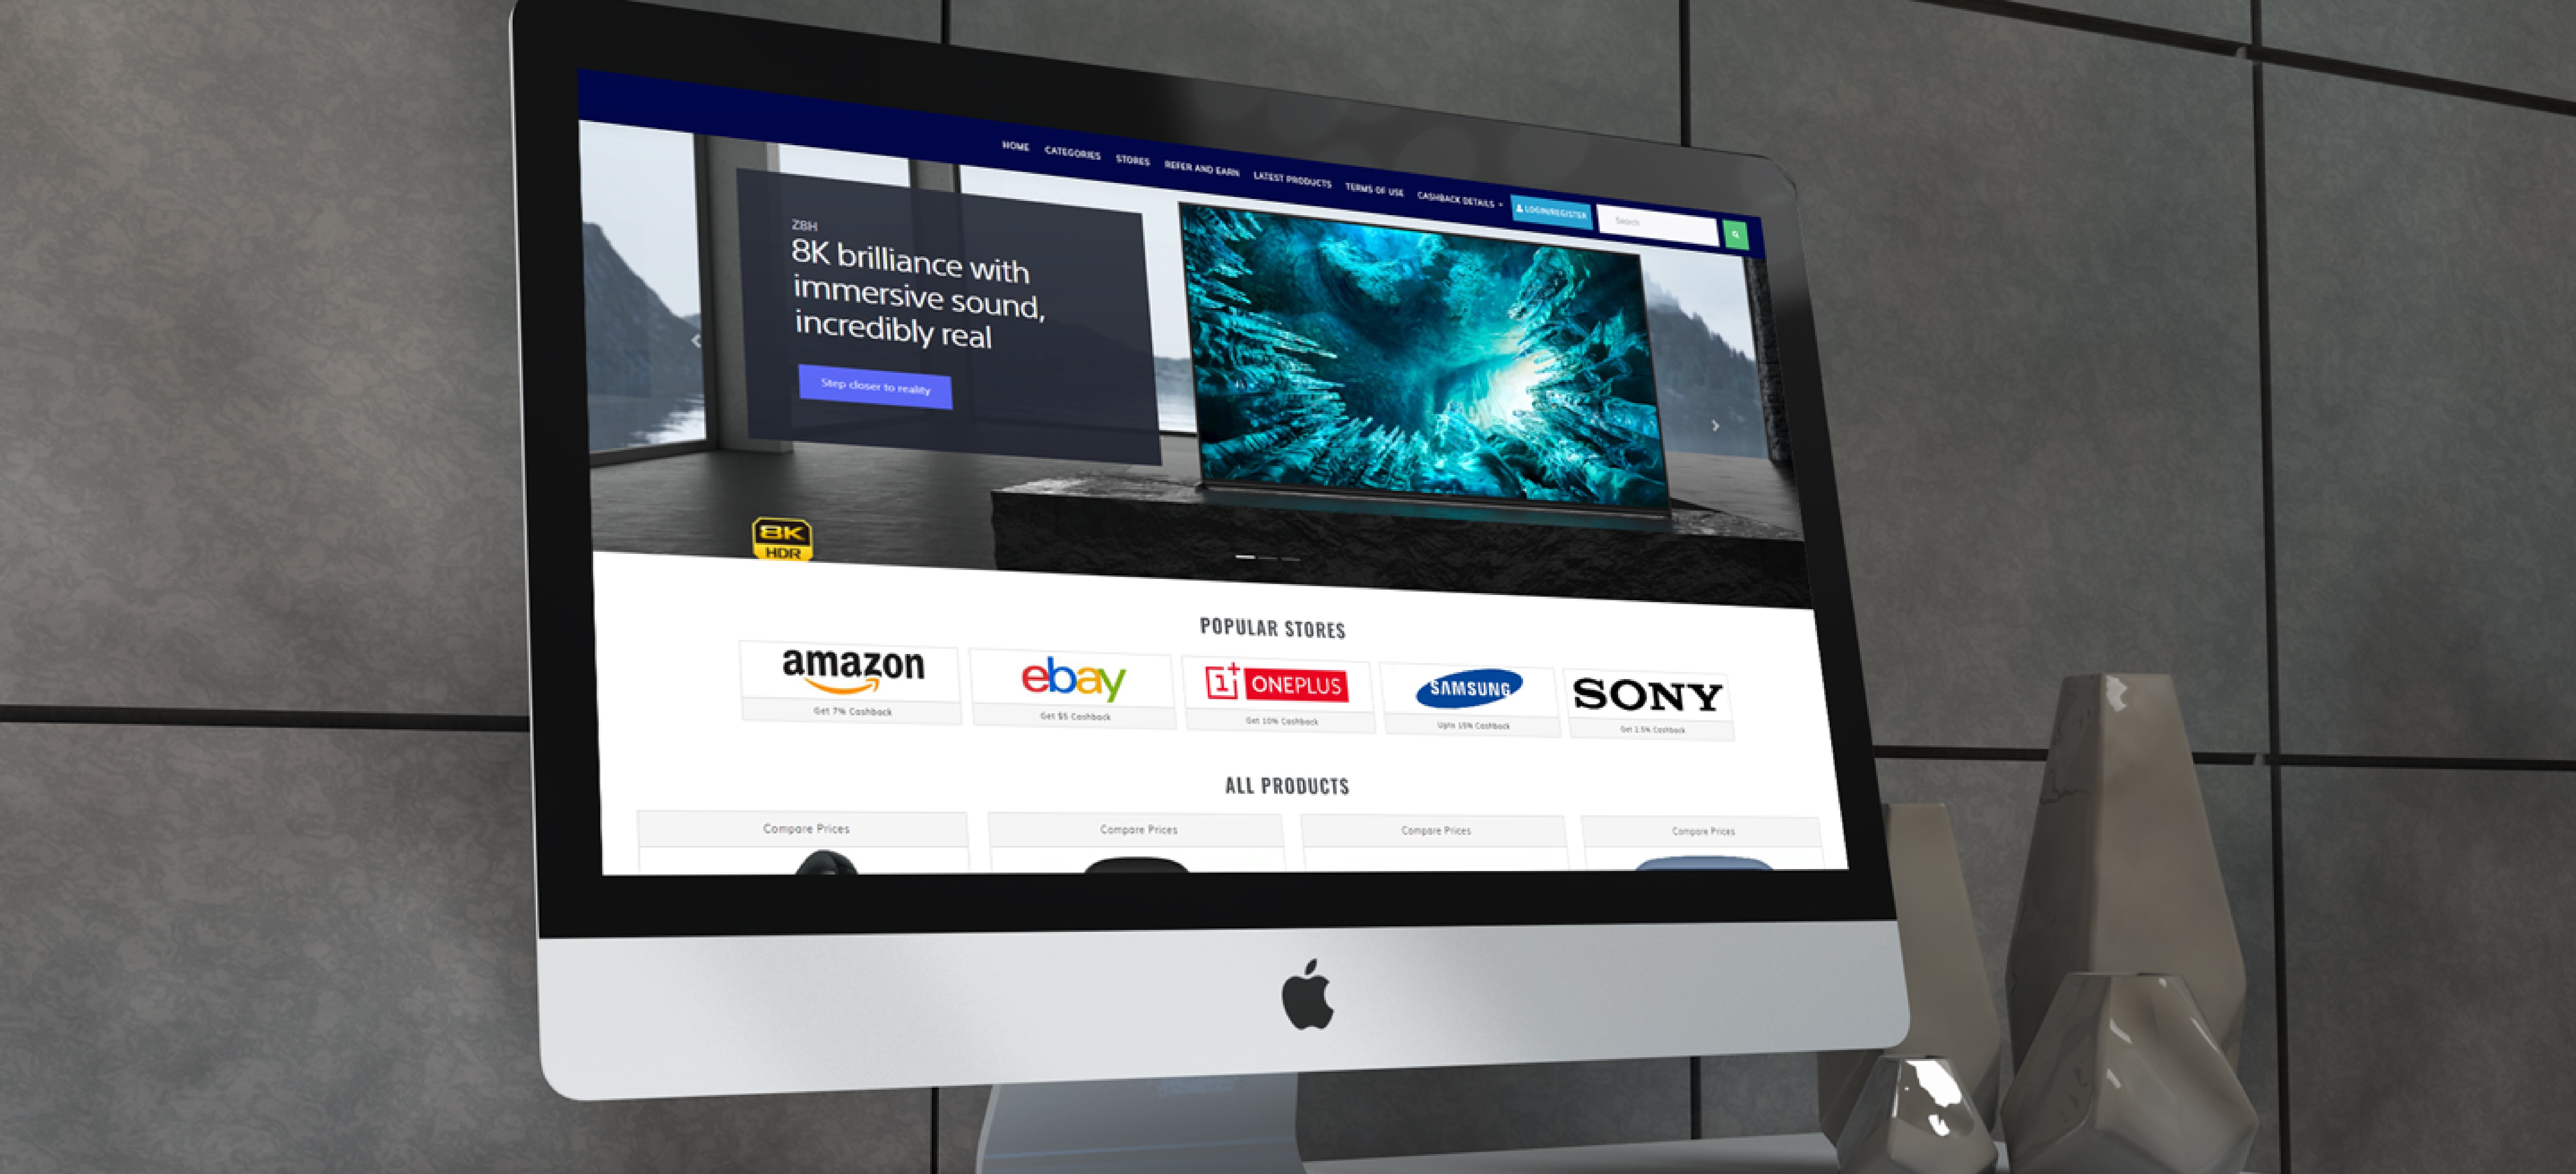 HOME CATEGORIES STORES REFER AND EARN LATEST PRODUCTS TERMS OF USE CASHBACK DETAILS LOGIN/REGISTER Search
Z8H
8K brilliance with
immersive sound,
incredibly real
Step closer to reality
8K
HDR
POPULAR STORES
amazon ebay 1+ ONEPLUS SAMSUNG SONY
Get 7% Cashback Get $5 Cashback Get 10% Cashback Upto 15% Cashback Get 2.5% Cashback
ALL PRODUCTS
Compare Prices Compare Prices Compare Prices Compare Prices